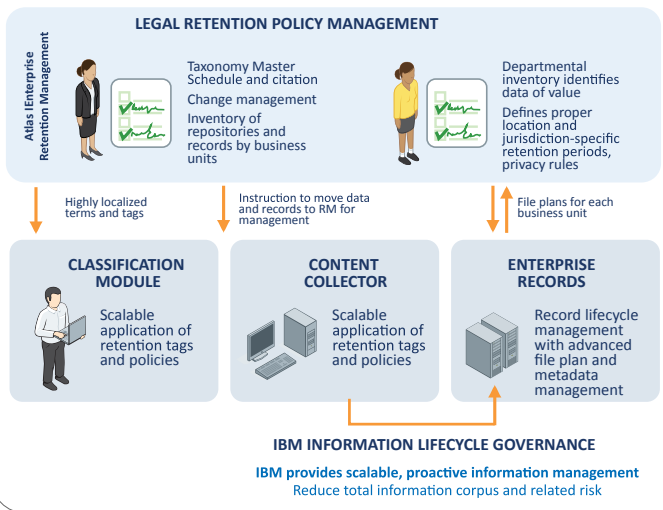 LEGAL RETENTION POLICY MANAGEMENT
Atlas IEnterprise
Retention Management
Taxonomy Master
Schedule and citation
Change management
Inventory of
repositories and
records by business
units
Departmental
inventory identifies
data of value
Defines proper
location and
jurisdiction-specific
retention periods,
privacy rules
Highly localized
terms and tags
Instruction to move data
and records to RM for
management
File plans for each
business unit
CLASSIFICATION
MODULE
Scalable
application of
retention tags
and policies
CONTENT
COLLECTOR
Scalable
application of
retention tags
and policies
ENTERPRISE
RECORDS
Record lifecycle
management
with advanced
file plan and
metadata
management
IBM INFORMATION LIFECYCLE GOVERNANCE
IBM provides scalable, proactive information management
Reduce total information corpus and related risk